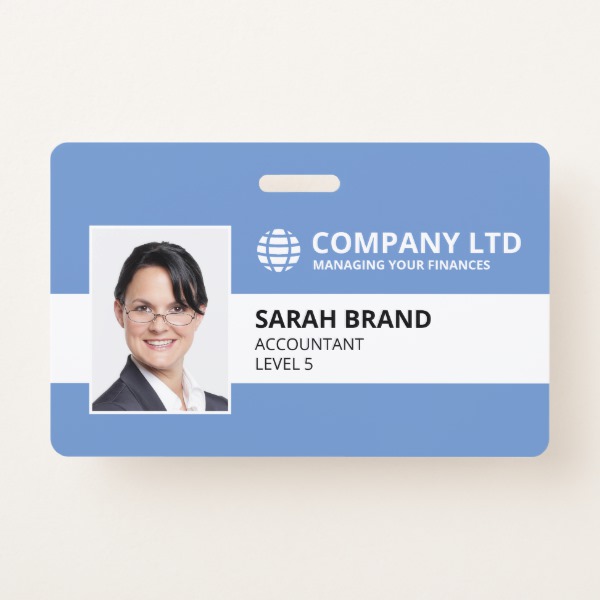 COMPANY LTD
MANAGING YOUR FINANCES
SARAH BRAND
ACCOUNTANT
LEVEL 5